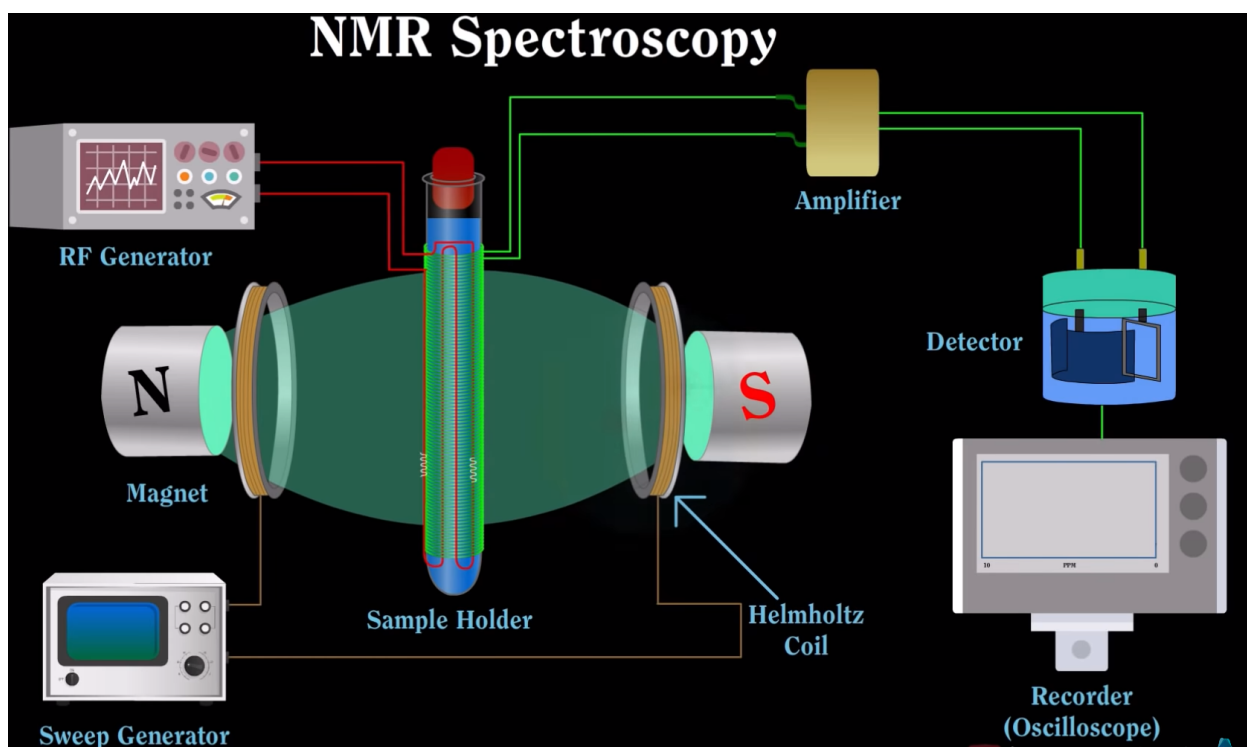 NMR Spectroscopy
RF Generator
Amplifier
Detector
N
S
Magnet
Sample Holder
Helmholtz
Coil
10
PPM
0
Sweep Generator
Recorder
(Oscilloscope)